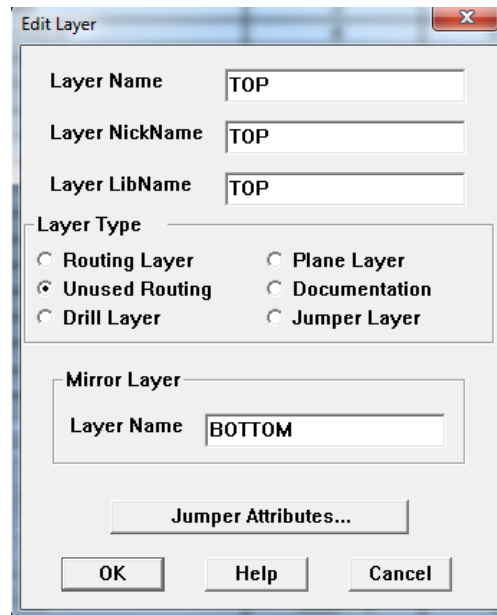 Edit Layer
Layer Name TOP
Layer NickName TOP
Layer LibName TOP
Layer Type
Routing Layer Plane Layer
Unused Routing Documentation
Drill Layer Jumper Layer
Mirror Layer
Layer Name BOTTOM
Jumper Attributes...
OK Help Cancel